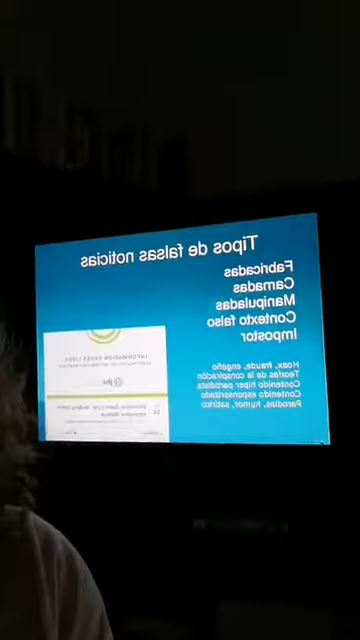 Tipos de falsas noticias
Fabricadas
Camadas
Manipuladas
Contexto falso
Impostor
Hoax, fraude, engaño
Teorías de la conspiración
Contenido hiper partidista
Contenido esponsorizado
Parodias, humor, satírico